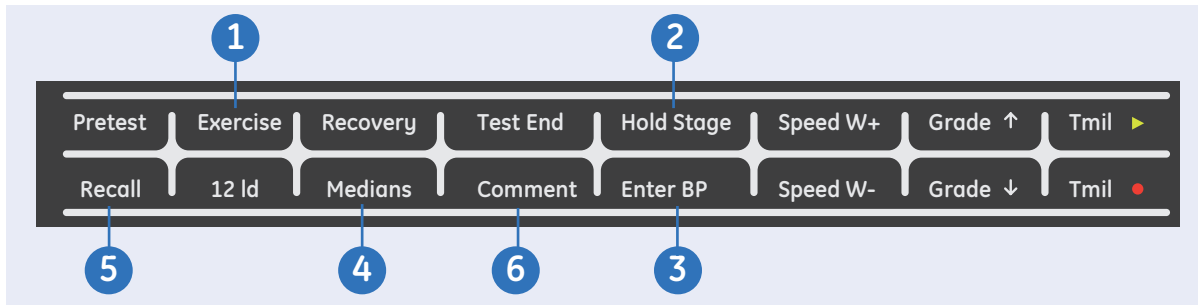 1 2
Pretest Exercise Recovery Test End Hold Stage Speed W+ Grade ↑ Tmil ▶
Recall 12 ld Medians Comment Enter BP Speed W- Grade ↓ Tmil ●
5 4 6 3